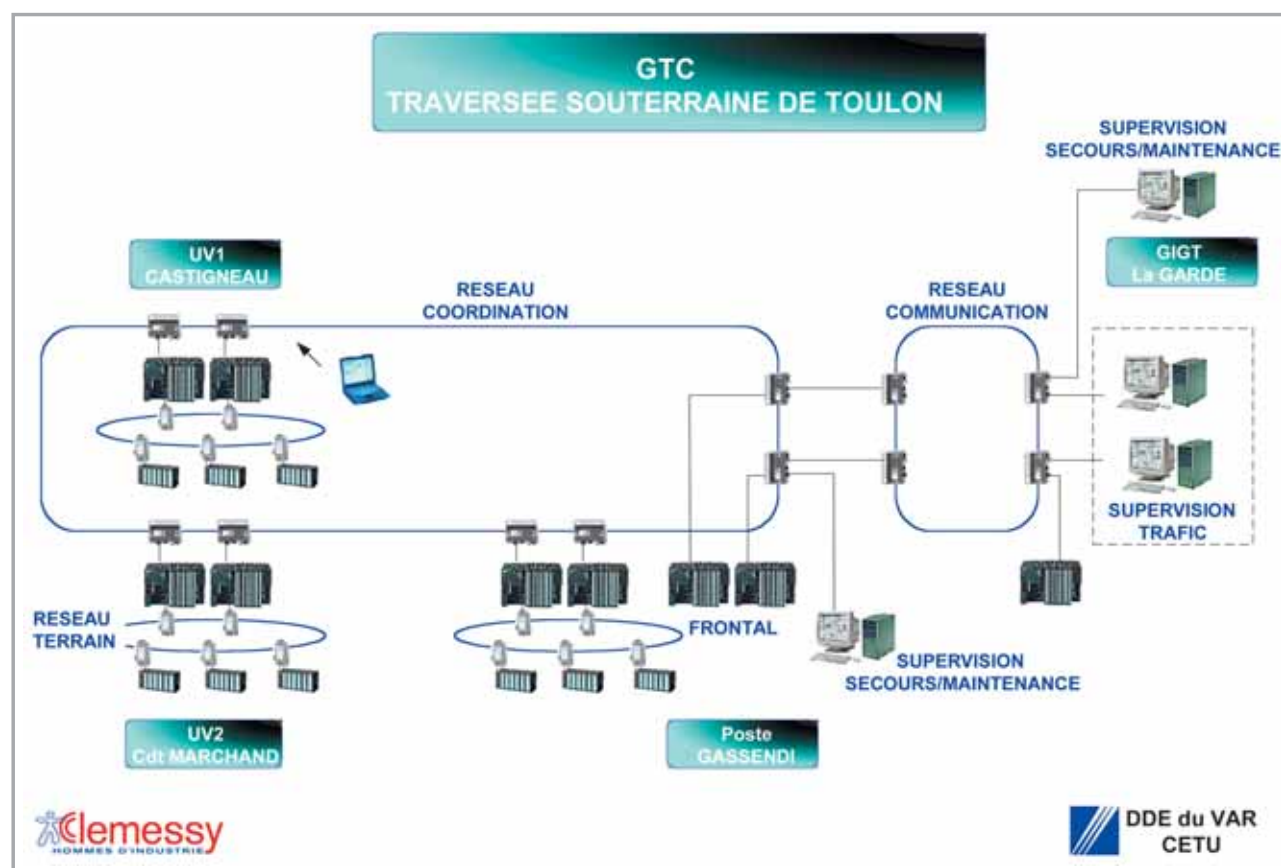 GTC
TRAVERSEE SOUTERRAINE DE TOULON
SUPERVISION
SECOURS/MAINTENANCE
UV1
CASTIGNEAU
GIGT
La GARDE
RESEAU
COORDINATION
RESEAU
COMMUNICATION
SUPERVISION
TRAFIC
RESEAU
TERRAIN
FRONTAL
SUPERVISION
SECOURS/MAINTENANCE
UV2
Cdt MARCHAND
Poste
GASSENDI
Clemessy
HOMMES D'INDUSTRIE
DDE du VAR
CETU